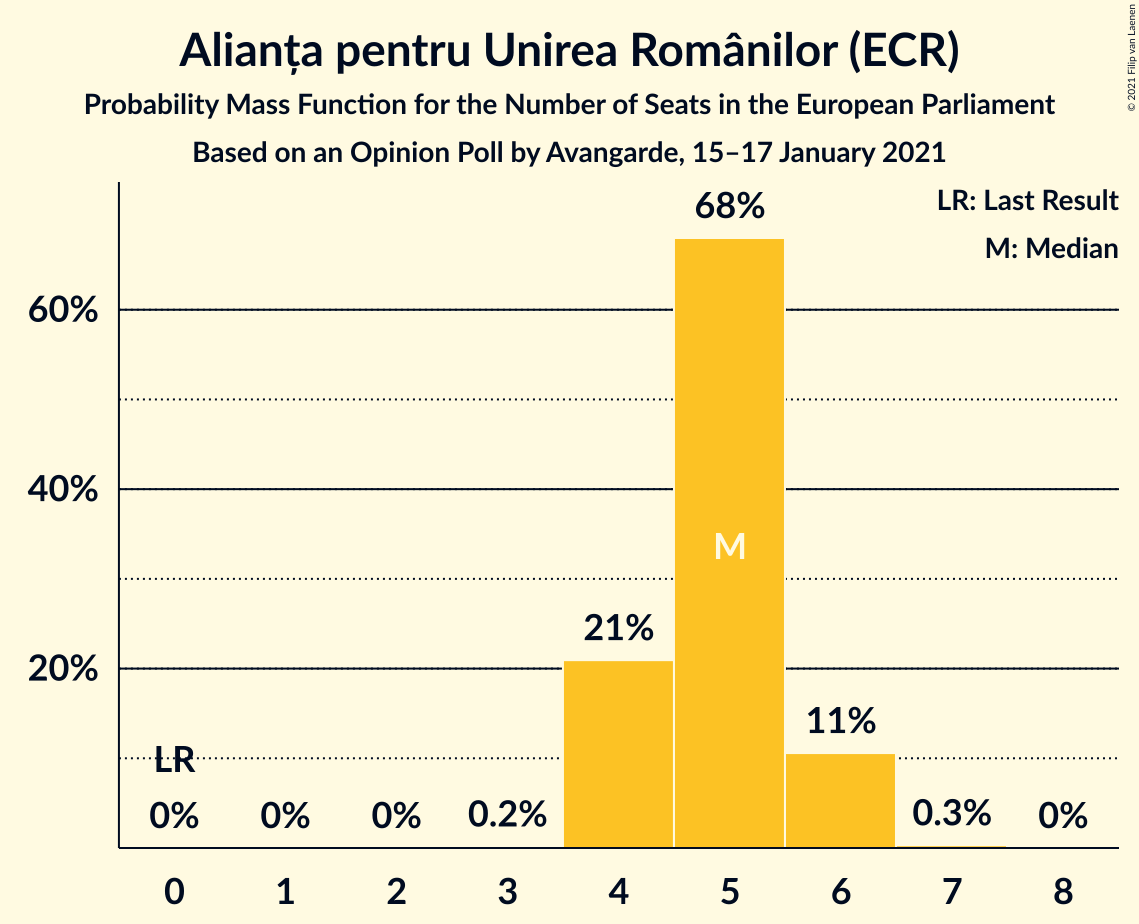 Alianța pentru Unirea Românilor (ECR)
Probability Mass Function for the Number of Seats in the European Parliament
Based on an Opinion Poll by Avangarde, 15–17 January 2021
© 2021 Filip van Laenen
LR: Last Result
M: Median
68%
60%
40%
M
21%
20%
11%
LR
0%
0%
0%
0.2%
0.3%
0%
0 1 2 3 4 5 6 7 8